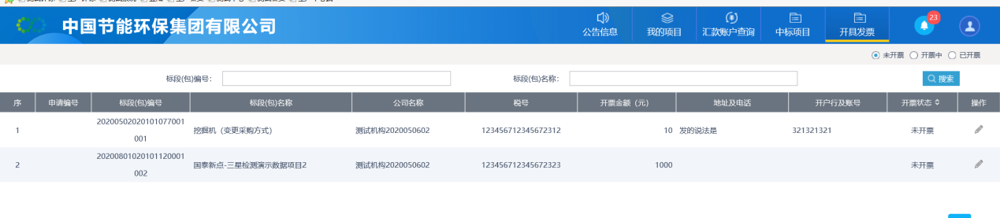 中国节能环保集团有限公司
公告信息
我的项目
汇款账户查询
中标项目
开具发票
23
未开票 开票中 已开票
标段(包)编号：
标段(包)名称：
搜索
序 申请编号 标段(包)编号 标段(包)名称 公司名称 税号 开票金额（元） 地址及电话 开户行及账号 开票状态 操作
1 20200502020101077001001 挖掘机（变更采购方式） 测试机构2020050602 123456712345672312 10 发的说法是 321321321 未开票
2 20200801020101120001002 国泰新点-三星检测演示数据项目2 测试机构2020050602 123456712345672323 1000 未开票